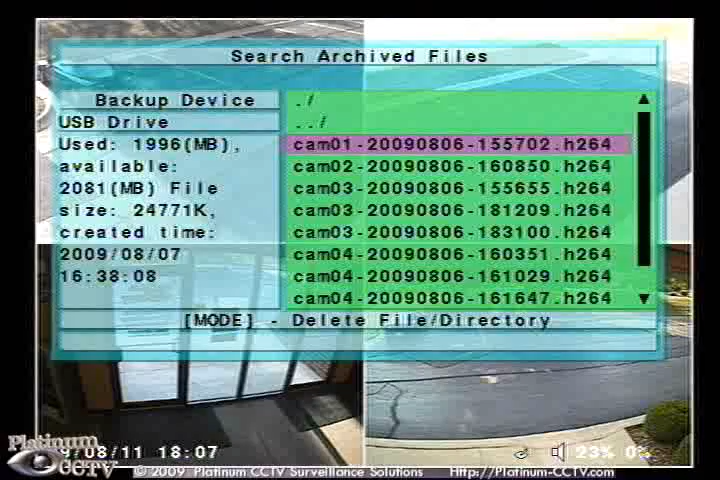 Search Archived Files
Backup Device
USB Drive
Used: 1996(MB),
available:
2081(MB) File
size: 24771K,
created time:
2009/08/07
16:38:08
./
../
cam01-20090806-155702.h264
cam02-20090806-160850.h264
cam03-20090806-155655.h264
cam03-20090806-181209.h264
cam03-20090806-183100.h264
cam04-20090806-160351.h264
cam04-20090806-161029.h264
cam04-20090806-161647.h264
[MODE] - Delete File/Directory
/08/11 18:07
23% 0%
Platinum
CCTV
© 2009 Platinum CCTV Surveillance Solutions Http://Platinum-CCTV.com